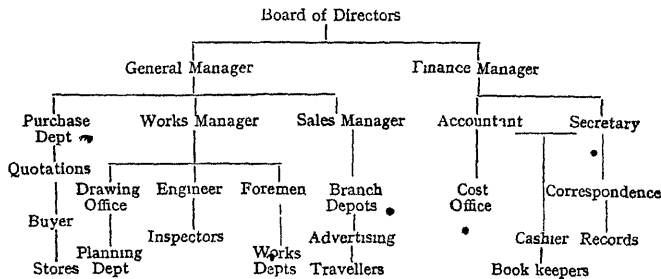 Board of Directors
General Manager Finance Manager
Purchase Works Manager Sales Manager Accountant Secretary
Dept
Quotations
Drawing Engineer Foremen Branch Cost Correspondence
Office Depots Office
Buyer Inspectors Advertising Cashier Records
Stores Planning Works Travellers Book keepers
Dept Depts